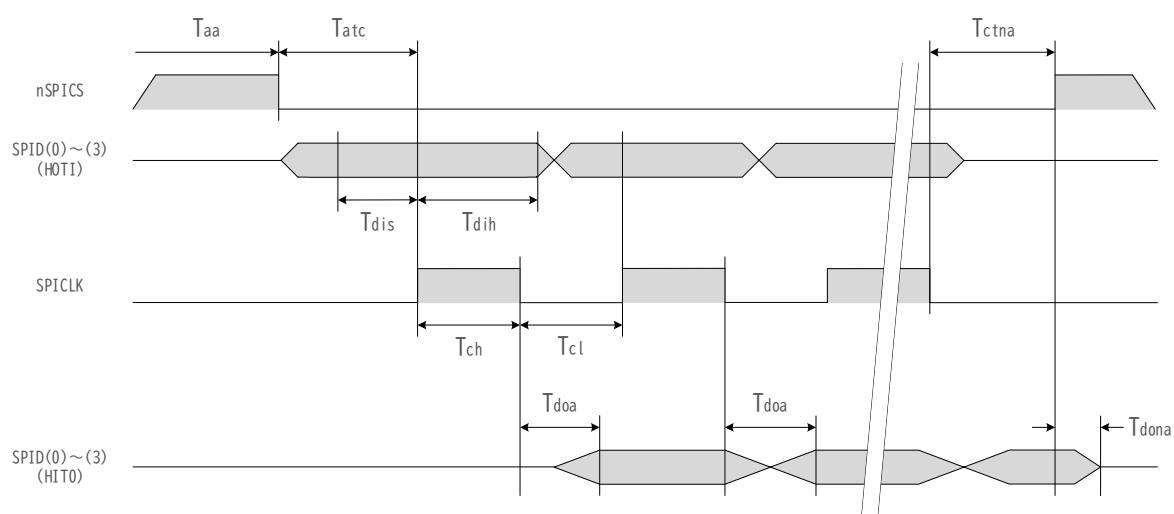 Taa Tatc Tctna
nSPICS
SPID(0)～(3)
(HOTI)
Tdis Tdih
SPICLK
Tch Tcl
Tdoa Tdoa Tdona
SPID(0)～(3)
(HITO)